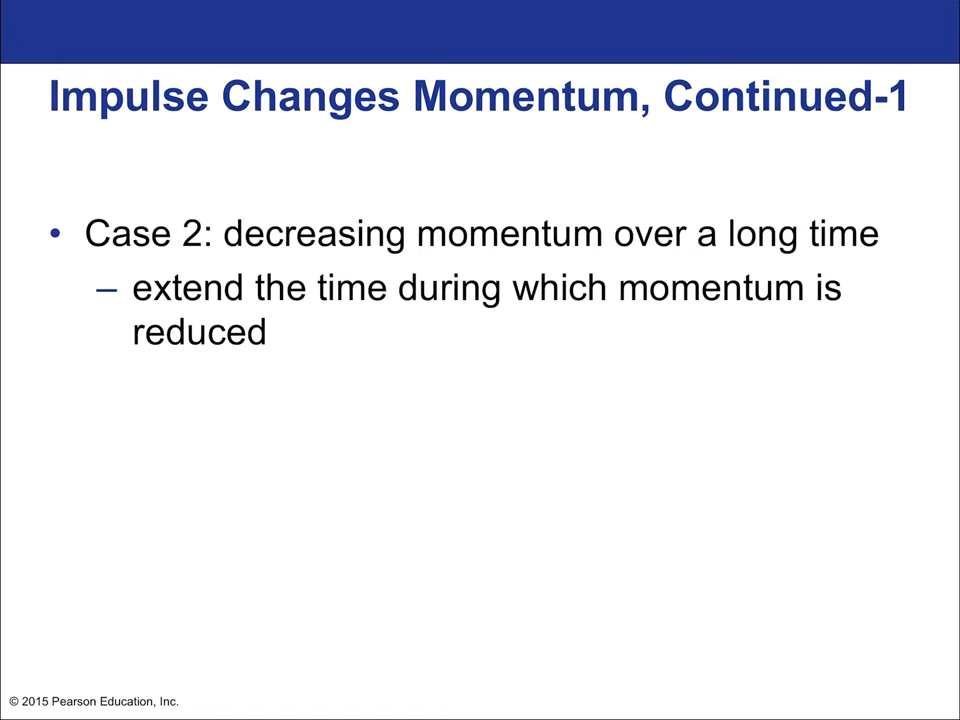 Impulse Changes Momentum, Continued-1
• Case 2: decreasing momentum over a long time
– extend the time during which momentum is
reduced
© 2015 Pearson Education, Inc.